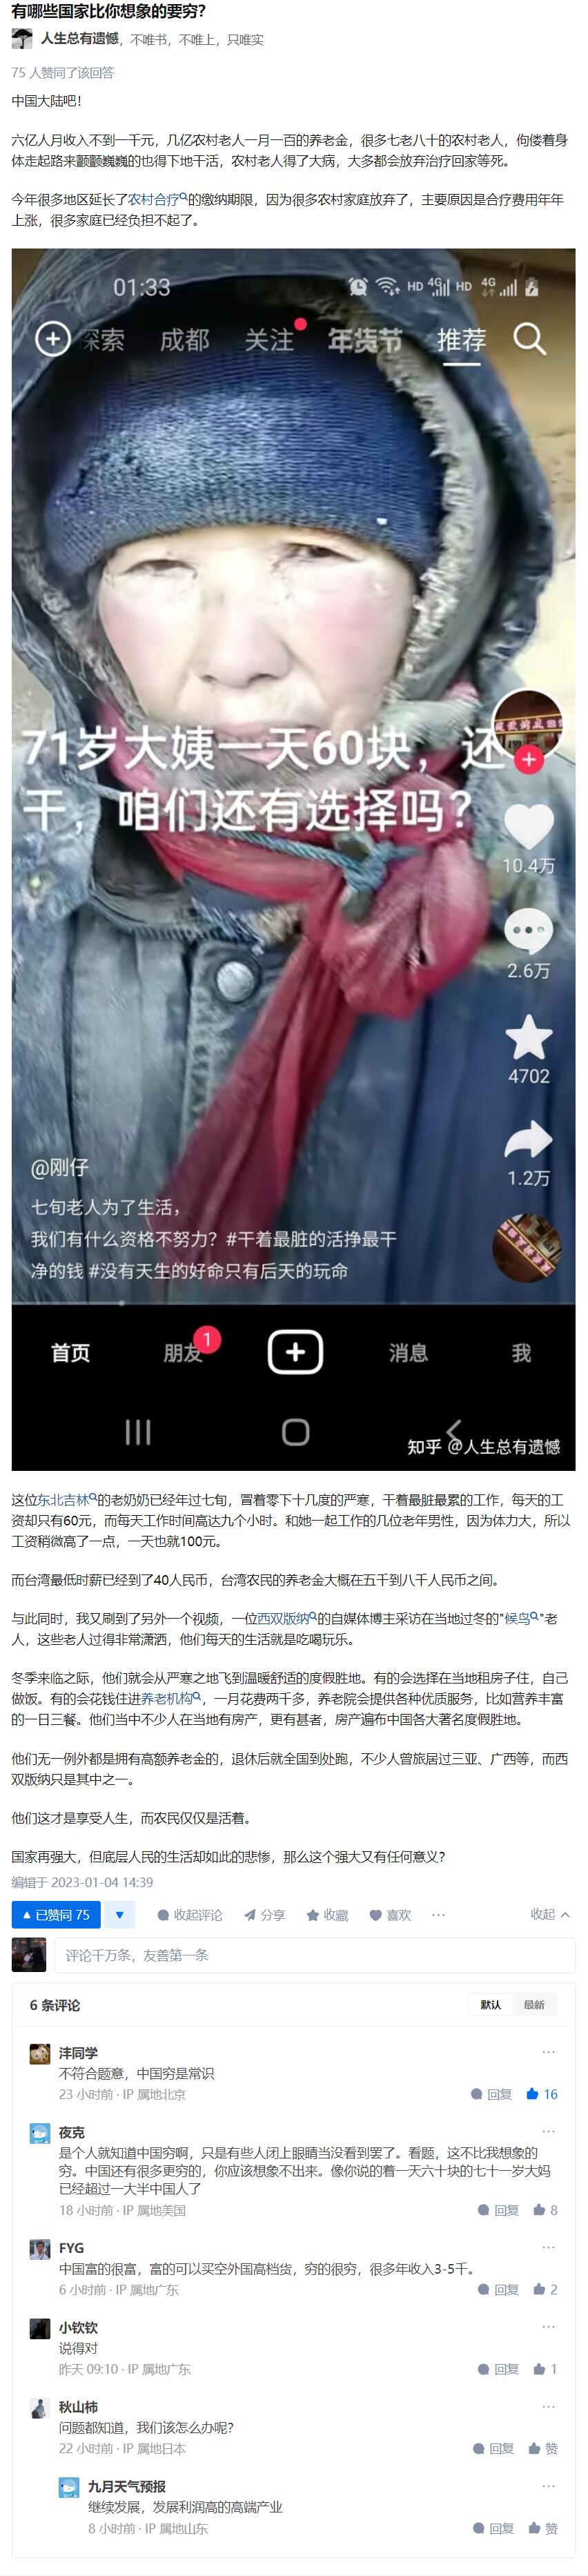 有哪些国家比你想象的要穷?
人生总有遗憾，不唯书，不唯上，只唯实
75 人赞同了该回答
中国大陆吧!
六亿人月收入不到一千元，几亿农村老人一月一百的养老金，很多七老八十的农村老人，佝偻着身
体走起路来颤颤巍巍的也得下地干活，农村老人得了大病，大多都会放弃治疗回家等死。
今年很多地区延长了农村合疗的缴纳期限，因为很多农村家庭放弃了，主要原因是合疗费用年年
上涨，很多家庭已经负担不起了。
01:33 HD 4G HD 4G
探索 成都 关注 年货节 推荐
71岁大姨一天60块，还
干，咱们还有选择吗?
10.4万
2.6万
4702
1.2万
@刚仔
七旬老人为了生活，
我们有什么资格不努力? #干着最脏的活挣最干
净的钱 #没有天生的好命只有后天的玩命
首页 朋友 1 消息 我
知乎 @人生总有遗憾
这位东北吉林的老奶奶已经年过七旬，冒着零下十几度的严寒，干着最脏最累的工作，每天的工
资却只有60元，而每天工作时间高达九个小时。和她一起工作的几位老年男性，因为体力大，所以
工资稍微高了一点，一天也就100元。
而台湾最低时薪已经到了40人民币，台湾农民的养老金大概在五千到八千人民币之间。
与此同时，我又刷到了另外一个视频，一位西双版纳的自媒体博主采访在当地过冬的"候鸟"老
人，这些老人过得非常潇洒，他们每天的生活就是吃喝玩乐。
冬季来临之际，他们就会从严寒之地飞到温暖舒适的度假胜地。有的会选择在当地租房子住，自己
做饭。有的会花钱住进养老机构，一月花费两千多，养老院会提供各种优质服务，比如营养丰富
的一日三餐。他们当中不少人在当地有房产，更有甚者，房产遍布中国各大著名度假胜地。
他们无一例外都是拥有高额养老金的，退休后就全国到处跑，不少人曾旅居过三亚、广西等，而西
双版纳只是其中之一。
他们这才是享受人生，而农民仅仅是活着。
国家再强大，但底层人民的生活却如此的悲惨，那么这个强大又有任何意义?
编辑于 2023-01-04 14:39
已赞同 75 收起评论 分享 收藏 喜欢 ··· 收起
评论千万条，友善第一条
6 条评论 默认 最新
沣同学 ···
不符合题意，中国穷是常识
23 小时前 · IP 属地北京 回复 16
夜克 ···
是个人就知道中国穷啊，只是有些人闭上眼睛当没看到罢了。看题，这不比我想象的
穷。中国还有很多更穷的，你应该想象不出来。像你说的着一天六十块的七十一岁大妈
已经超过一大半中国人了
18 小时前 · IP 属地美国 回复 8
FYG ···
中国富的很富，富的可以买空外国高档货，穷的很穷，很多年收入3-5千。
6 小时前 · IP 属地广东 回复 2
小钦钦 ···
说得对
昨天 09:10 · IP 属地广东 回复 1
秋山柿 ···
问题都知道，我们该怎么办呢?
22 小时前 · IP 属地日本 回复 赞
九月天气预报 ···
继续发展，发展利润高的高端产业
8 小时前 · IP 属地山东 回复 赞